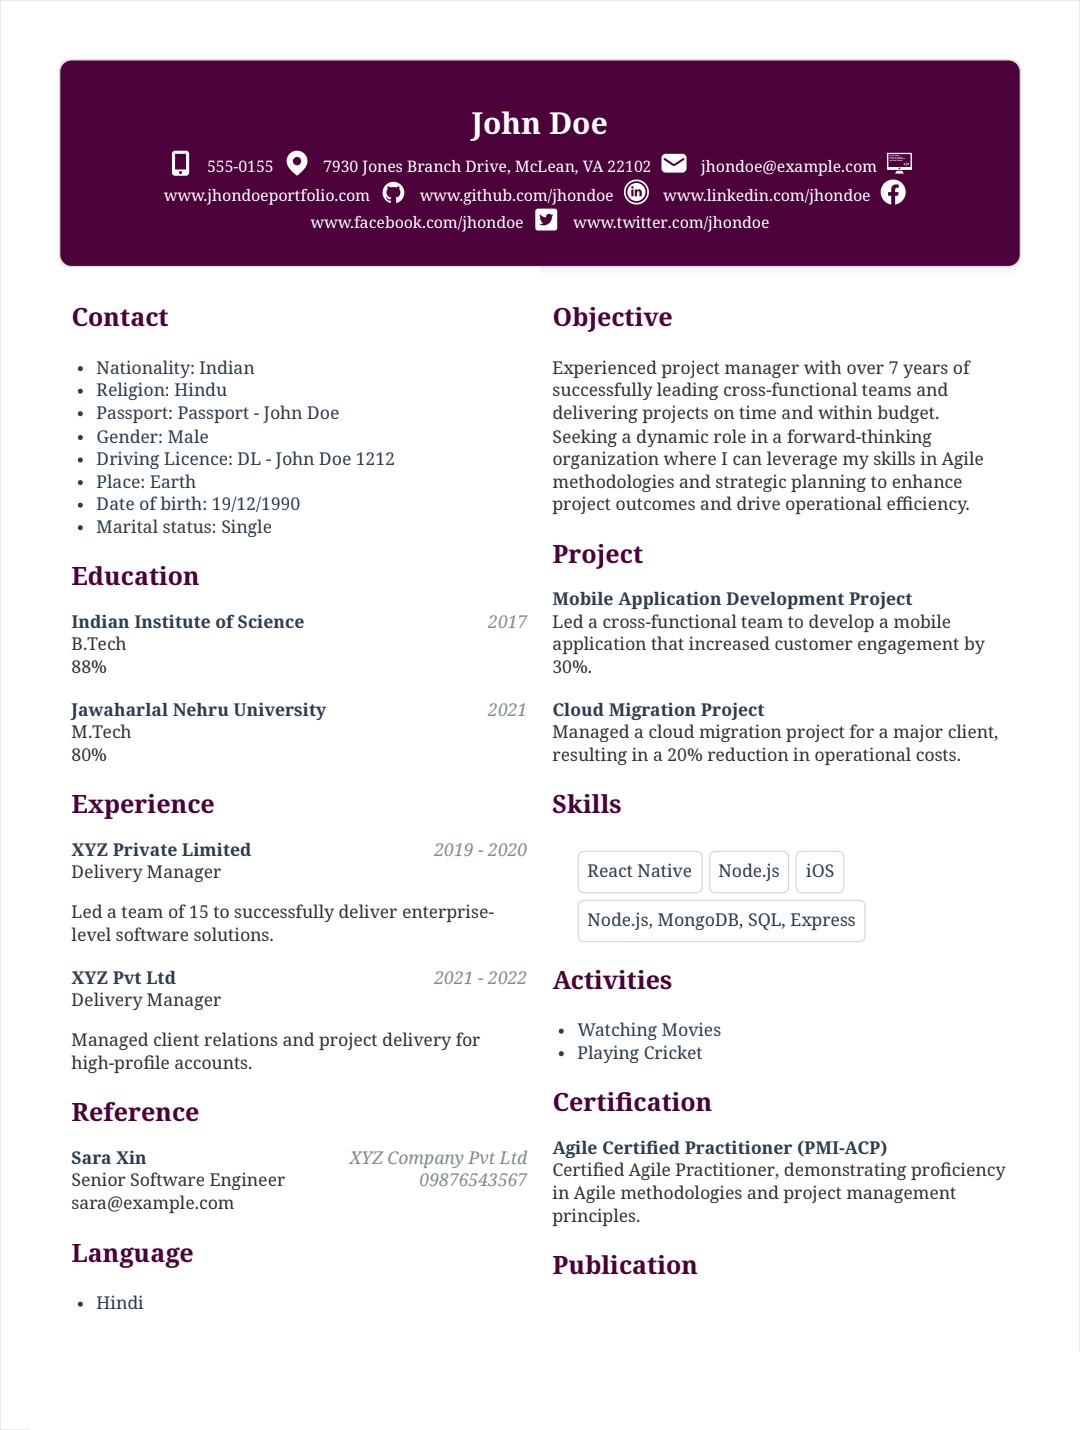 John Doe
555-0155 7930 Jones Branch Drive, McLean, VA 22102 jhondoe@example.com
www.jhondoeportfolio.com www.github.com/jhondoe www.linkedin.com/jhondoe
www.facebook.com/jhondoe www.twitter.com/jhondoe
Contact
• Nationality: Indian
• Religion: Hindu
• Passport: Passport - John Doe
• Gender: Male
• Driving Licence: DL - John Doe 1212
• Place: Earth
• Date of birth: 19/12/1990
• Marital status: Single
Education
Indian Institute of Science 2017
B.Tech
88%
Jawaharlal Nehru University 2021
M.Tech
80%
Experience
XYZ Private Limited 2019 - 2020
Delivery Manager
Led a team of 15 to successfully deliver enterprise-
level software solutions.
XYZ Pvt Ltd 2021 - 2022
Delivery Manager
Managed client relations and project delivery for
high-profile accounts.
Reference
Sara Xin XYZ Company Pvt Ltd
Senior Software Engineer 09876543567
sara@example.com
Language
• Hindi
Objective
Experienced project manager with over 7 years of
successfully leading cross-functional teams and
delivering projects on time and within budget.
Seeking a dynamic role in a forward-thinking
organization where I can leverage my skills in Agile
methodologies and strategic planning to enhance
project outcomes and drive operational efficiency.
Project
Mobile Application Development Project
Led a cross-functional team to develop a mobile
application that increased customer engagement by
30%.
Cloud Migration Project
Managed a cloud migration project for a major client,
resulting in a 20% reduction in operational costs.
Skills
React Native Node.js iOS
Node.js, MongoDB, SQL, Express
Activities
• Watching Movies
• Playing Cricket
Certification
Agile Certified Practitioner (PMI-ACP)
Certified Agile Practitioner, demonstrating proficiency
in Agile methodologies and project management
principles.
Publication